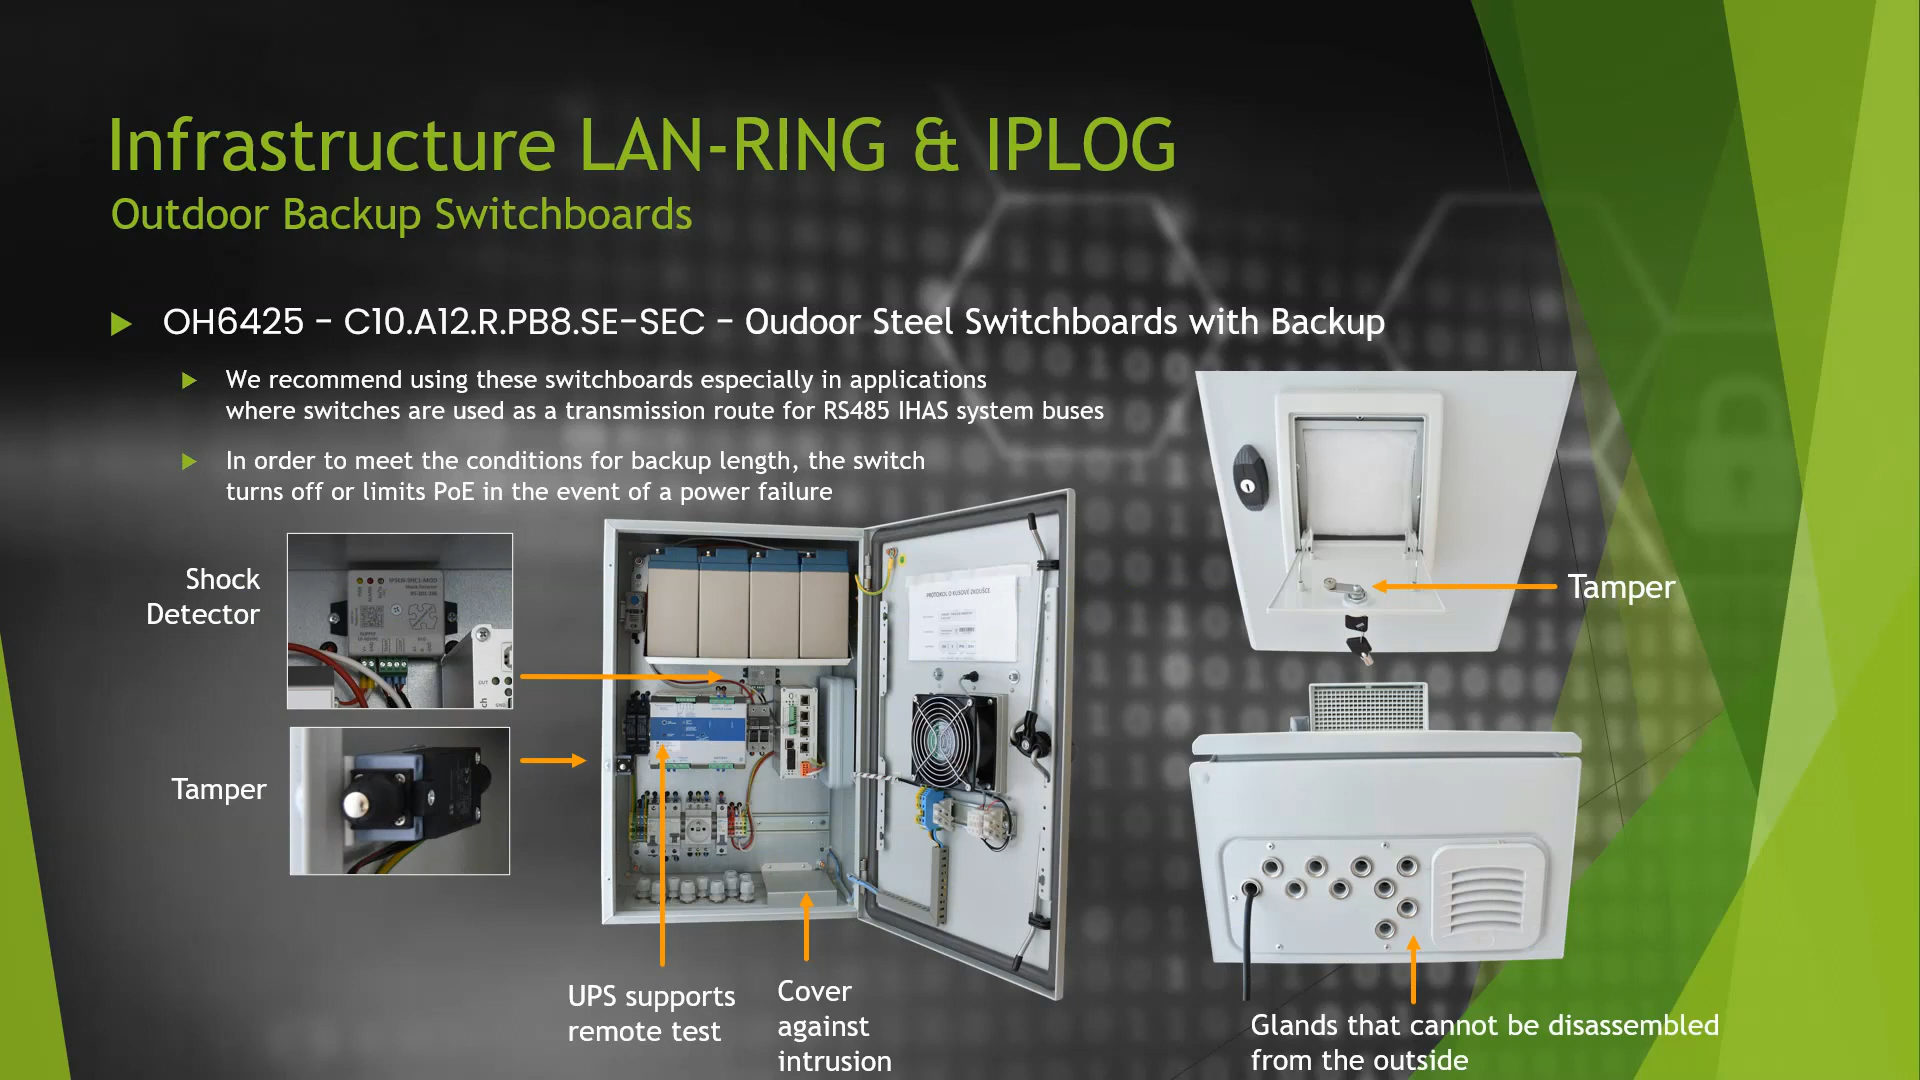 Infrastructure LAN-RING & IPLOG
Outdoor Backup Switchboards
OH6425 - C10.A12.R.PB8.SE-SEC - Oudoor Steel Switchboards with Backup
We recommend using these switchboards especially in applications
where switches are used as a transmission route for RS485 IHAS system buses
In order to meet the conditions for backup length, the switch
turns off or limits PoE in the event of a power failure
Shock
Detector
Tamper
PROTOKOL O KUSOVÉ ZKOUŠCE
Tamper
UPS supports
remote test
Cover
against
intrusion
Glands that cannot be disassembled
from the outside